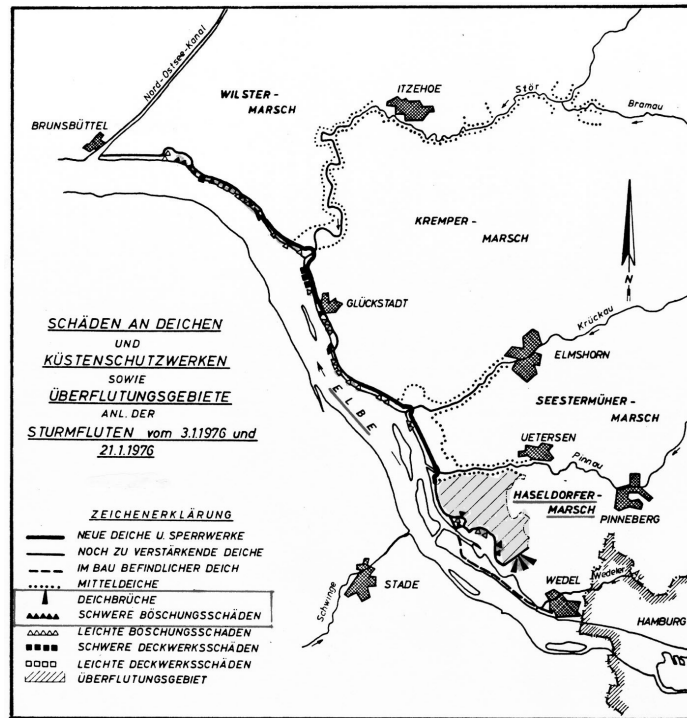 Nord-Ostsee-Kanal
WILSTER-
MARSCH
ITZEHOE
Stör
Bramau
BRUNSBÜTTEL
KREMPER-
MARSCH
N
GLÜCKSTADT
SCHÄDEN AN DEICHEN
UND
KÜSTENSCHUTZWERKEN
SOWIE
ÜBERFLUTUNGSGEBIETE
ANL. DER
STURMFLUTEN vom 3.1.1976 und
21.1.1976
Krückau
ELMSHORN
ELBE
SEESTERMÜHER-
MARSCH
UETERSEN
Pinnau
HASELDORFER-
MARSCH
PINNEBERG
ZEICHENERKLÄRUNG
NEUE DEICHE U. SPERRWERKE
NOCH ZU VERSTÄRKENDE DEICHE
IM BAU BEFINDLICHER DEICH
MITTELDEICHE
DEICHBRÜCHE
SCHWERE BÖSCHUNGSSCHÄDEN
LEICHTE BÖSCHUNGSSCHADEN
SCHWERE DECKWERKSSCHÄDEN
LEICHTE DECKWERKSSCHÄDEN
ÜBERFLUTUNGSGEBIET
Schwinge
STADE
WEDEL
Wedeler Au
HAMBURG